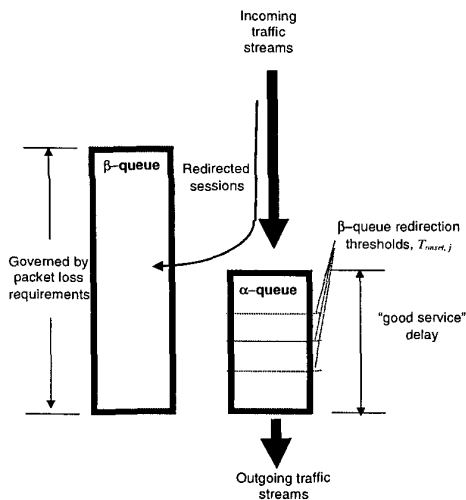 Incoming
traffic
streams
β–queue
Redirected
sessions
β-queue redirection
thresholds,
Governed by
packet loss
requirements
α–queue
"good service"
delay
Outgoing traffic
streams